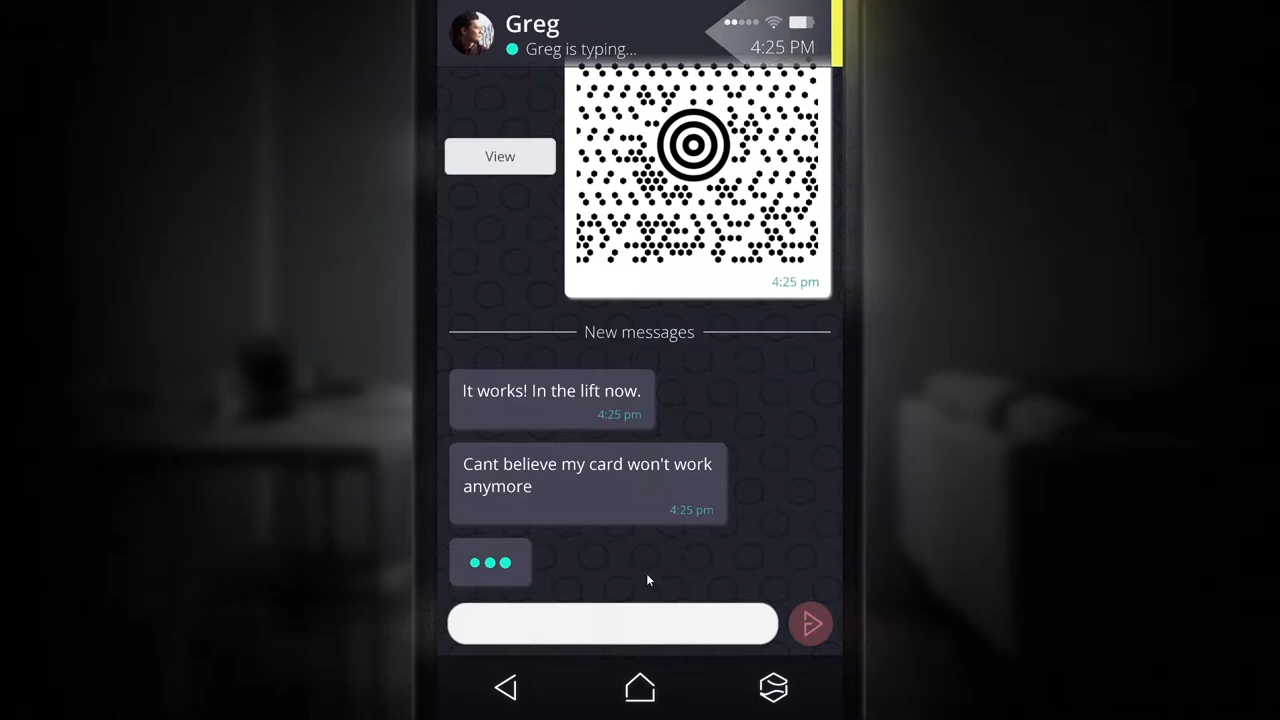 Greg
Greg is typing...
4:25 PM
View
4:25 pm
New messages
It works! In the lift now.
4:25 pm
Cant believe my card won't work
anymore
4:25 pm